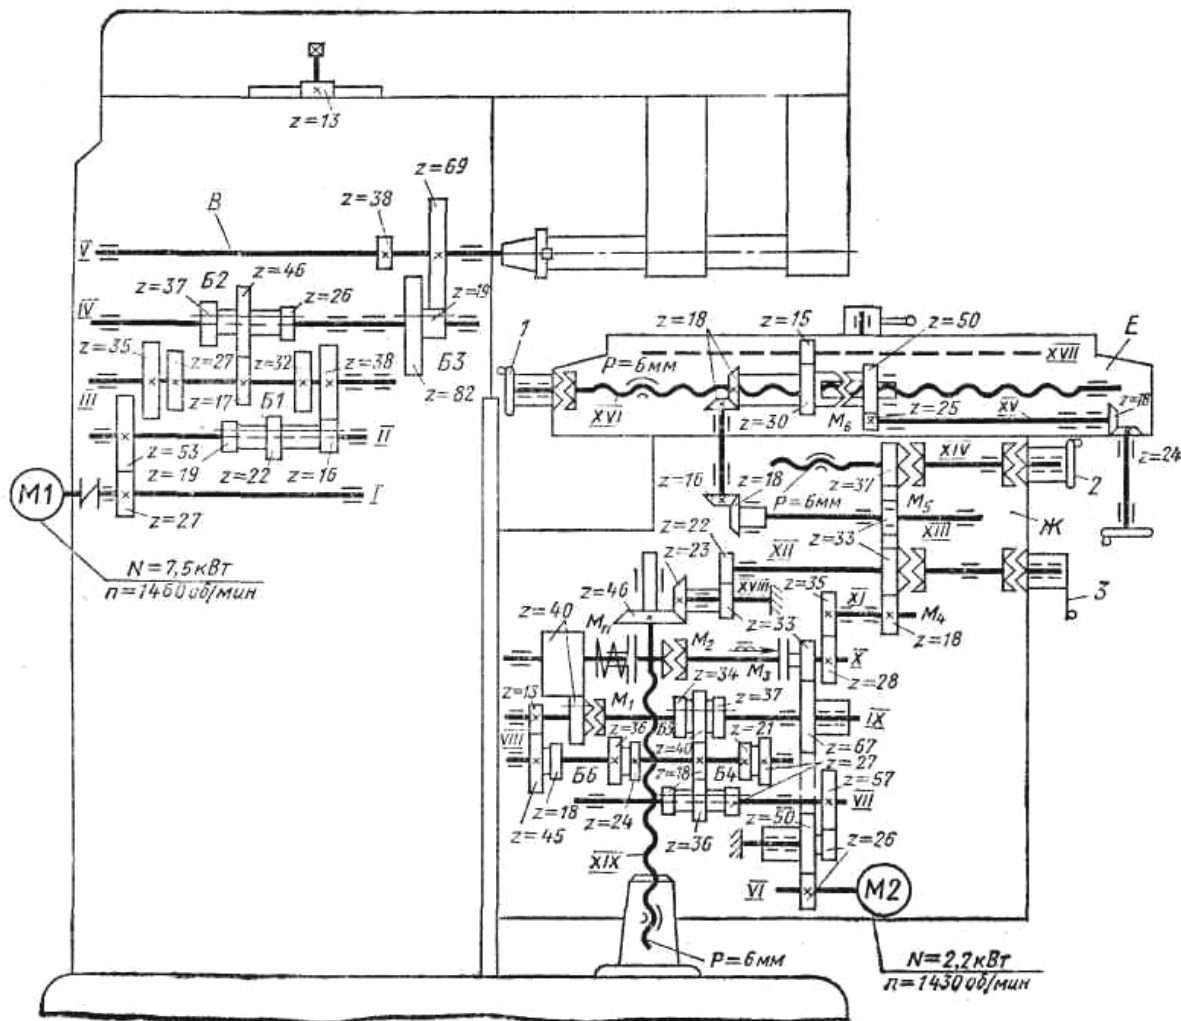 z=13
z=69
В
z=38
z=46
V
z=37
Б2
z=26
z=19
IV
z=18
z=15
z=50
z=35
1
E
z=27
z=32
z=38
Б3
P=6мм
XVII
III
z=17
Б1
z=82
XVI
M6
z=25
XV
z=18
z=53
II
z=30
XIV
z=24
z=19
z=22
z=16
z=16
z=18
z=37
2
M1
I
P=6мм
M5
z=27
z=22
z=33
XIII
Ж
N=7,5кВт
n=1460об/мин
z=23
XII
z=35
z=46
XVIII
XI
3
z=40
Mп
M2
z=33
M4
z=18
X
z=13
M1
z=34
M3
z=28
z=37
IX
VIII
z=36
Б5
z=21
z=67
z=40
z=27
Б6
z=18
Б4
z=57
z=18
z=24
VII
z=45
z=36
z=50
z=26
XIX
VI
M2
P=6мм
N=2,2кВт
n=1430об/мин